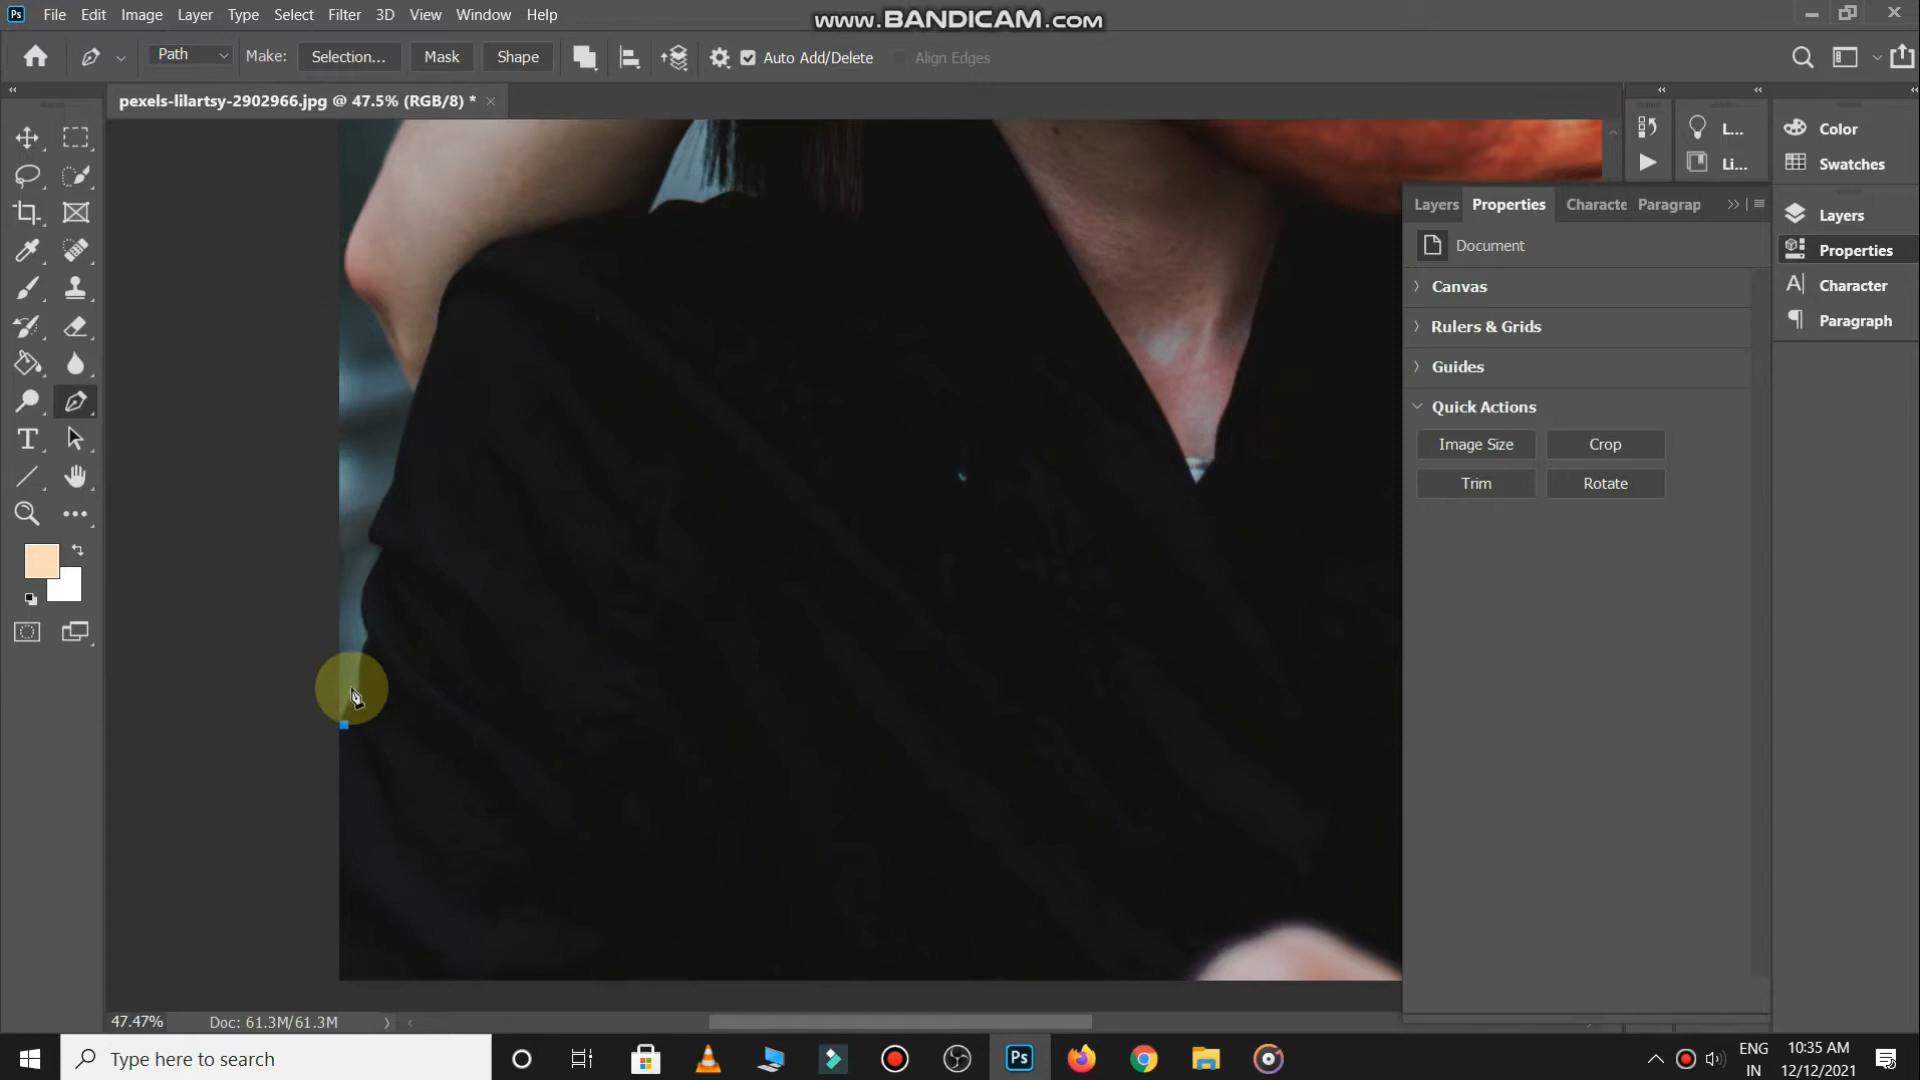 File Edit Image Layer Type Select Filter 3D View Window Help
www.BANDICAM.com
Path Make: Selection... Mask Shape Auto Add/Delete Align Edges
pexels-lilartsy-2902966.jpg @ 47.5% (RGB/8) *
L...
Li...
Color
Swatches
Layers
Properties
Character
Paragraph
Layers Properties Characte Paragrap
Document
Canvas
Rulers & Grids
Guides
Quick Actions
Image Size Crop
Trim Rotate
47.47% Doc: 61.3M/61.3M
Type here to search
Ps
ENG
IN
10:35 AM
12/12/2021